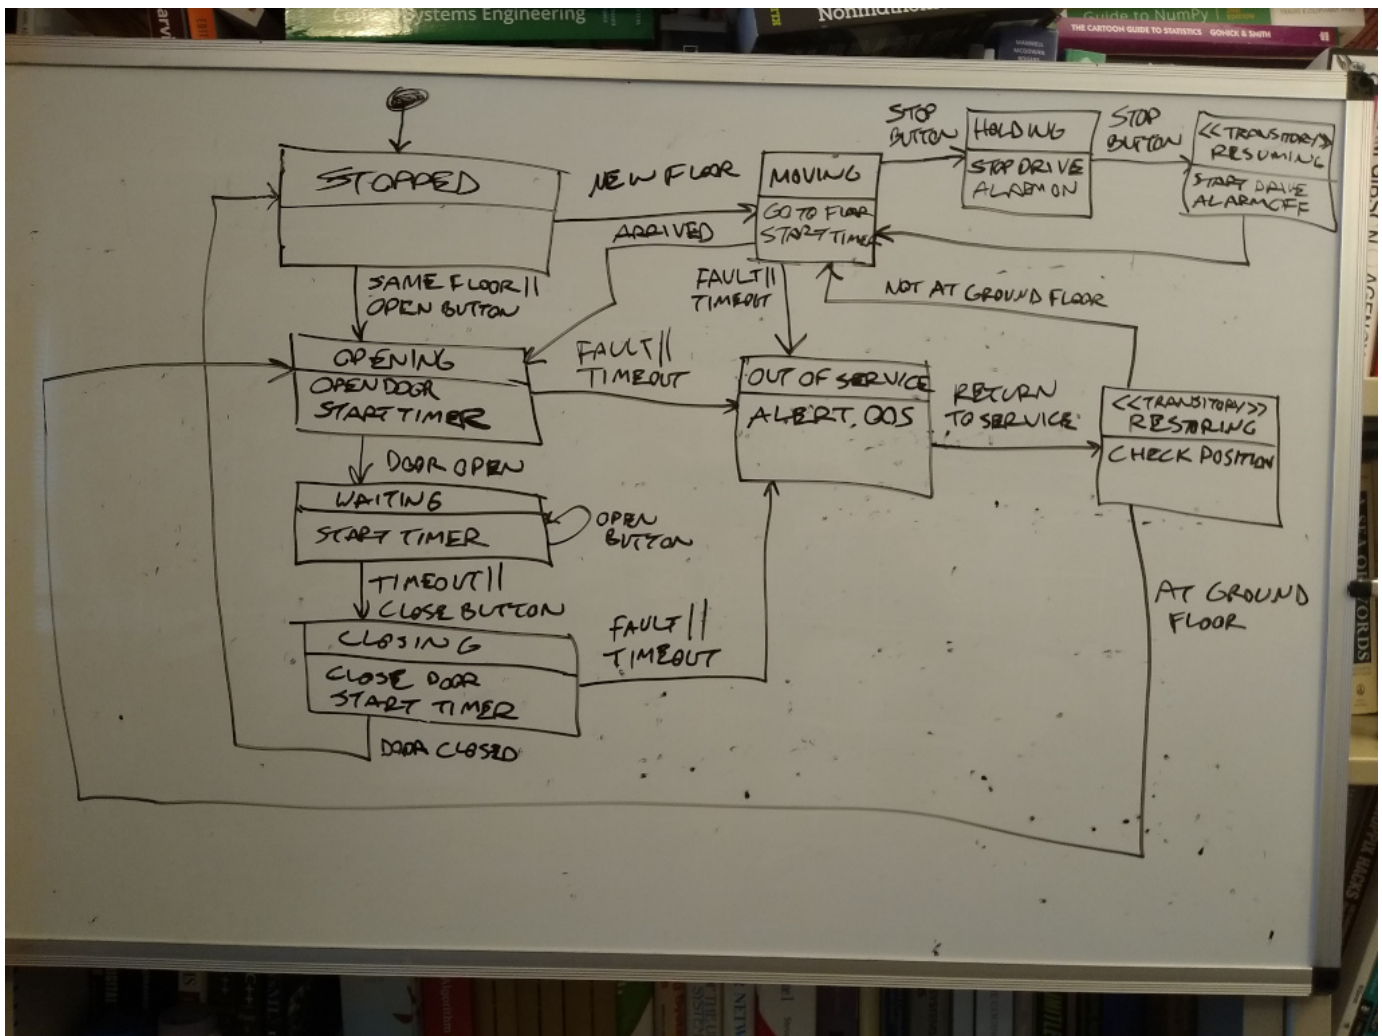 Systems Engineering
Guide to NumPy
THE CARTOON GUIDE TO STATISTICS GONICK & SMITH
STOPPED
NEW FLOOR
MOVING
GO TO FLOOR
START TIMER
STOP
BUTTON
HOLDING
STOP DRIVE
ALARM ON
STOP
BUTTON
<<TRANSITORY>>
RESUMING
START DRIVE
ALARM OFF
ARRIVED
SAME FLOOR ||
OPEN BUTTON
FAULT ||
TIMEOUT
NOT AT GROUND FLOOR
OPENING
OPEN DOOR
START TIMER
FAULT ||
TIMEOUT
OUT OF SERVICE
ALERT OOS
RETURN
TO SERVICE
<<TRANSITORY>>
RESTORING
CHECK POSITION
DOOR OPEN
WAITING
START TIMER
OPEN
BUTTON
TIMEOUT ||
CLOSE BUTTON
CLOSING
CLOSE DOOR
START TIMER
FAULT ||
TIMEOUT
AT GROUND
FLOOR
DOOR CLOSED